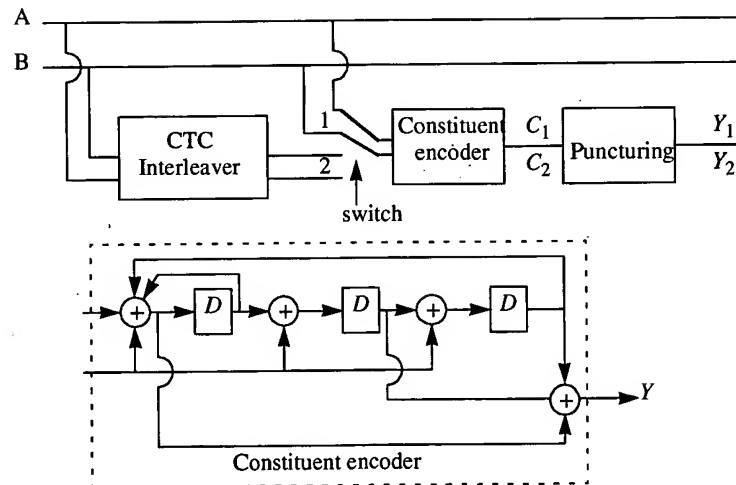 A
B
1
CTC
Interleaver
2
switch
Constituent
encoder
C₁
C₂
Puncturing
Y₁
Y₂
+
D
+
D
+
D
+
Y
Constituent encoder